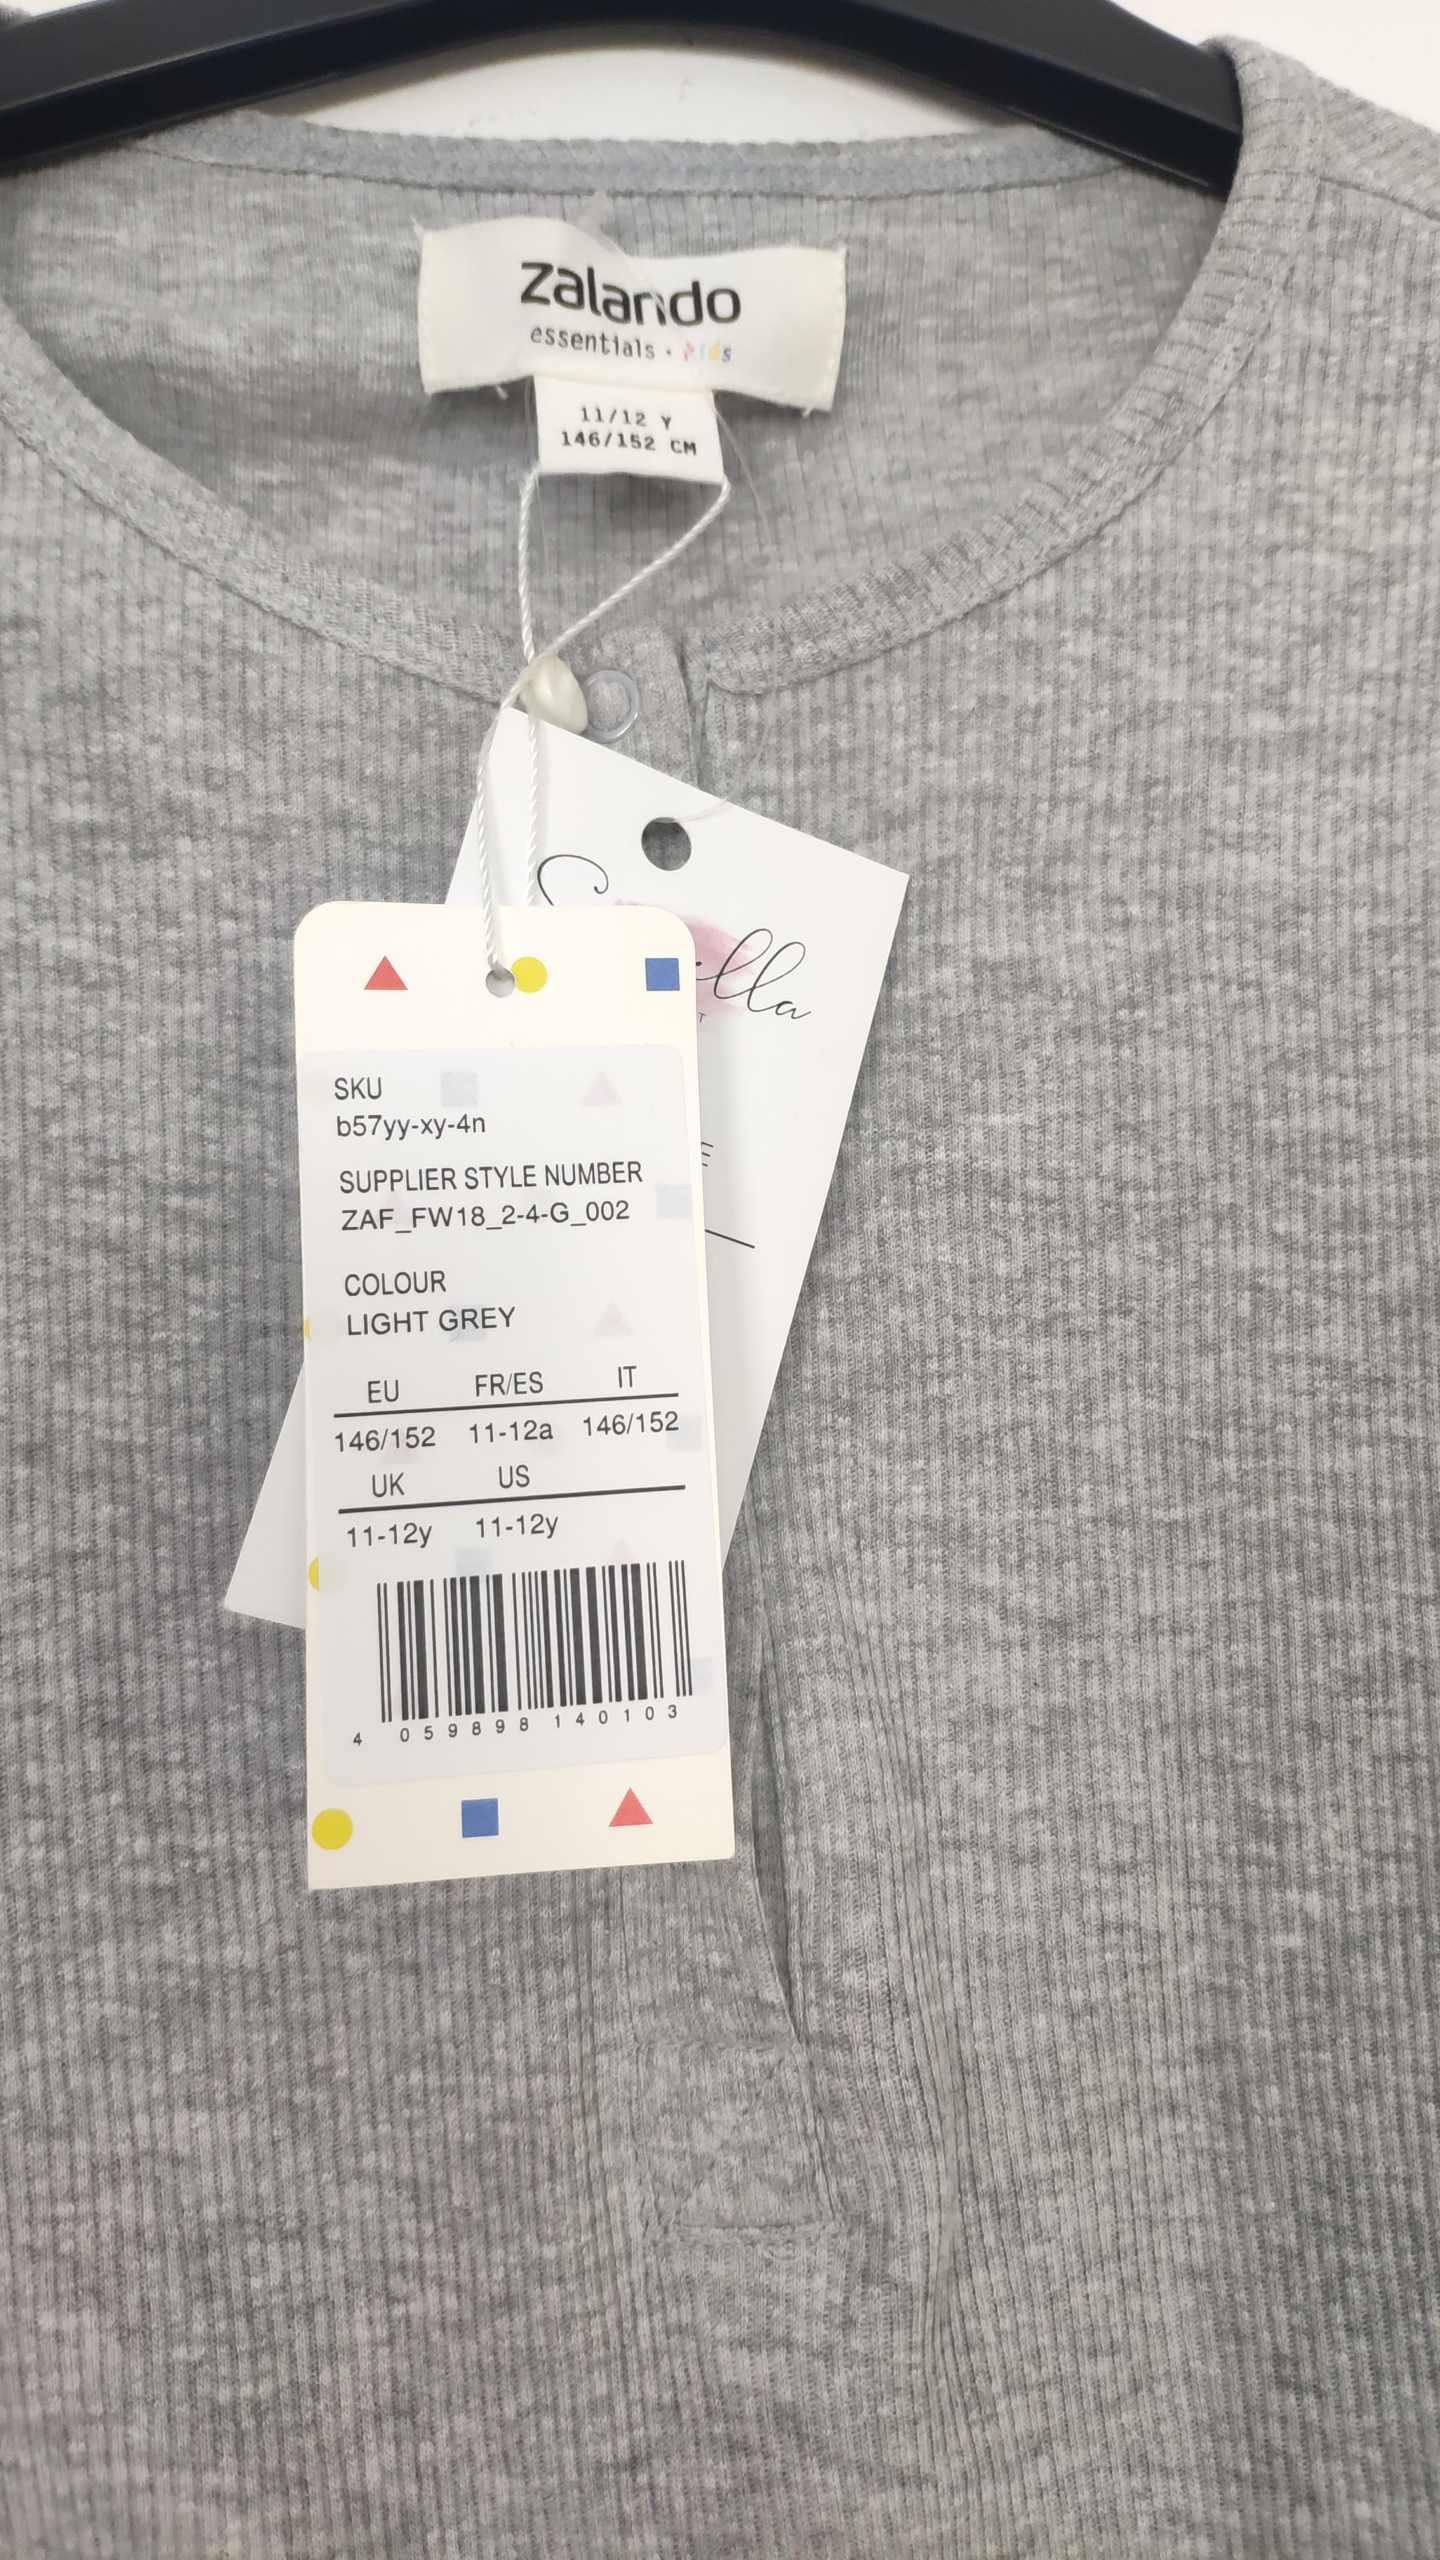 zalando
essentials · kids
11/12 Y
146/152 CM
SKU
b57yy-xy-4n
SUPPLIER STYLE NUMBER
ZAF_FW18_2-4-G_002
COLOUR
LIGHT GREY
EU FR/ES IT
146/152 11-12a 146/152
UK US
11-12y 11-12y
4 059898 140103